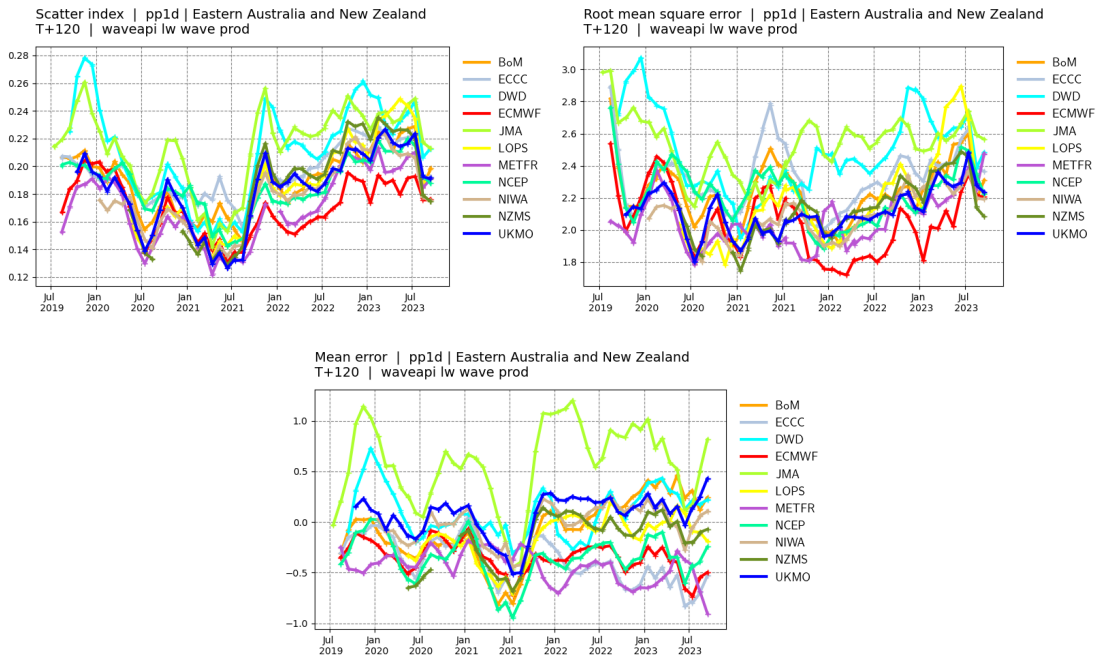 Scatter index | pp1d | Eastern Australia and New Zealand
T+120 | waveapi lw wave prod
0.28
0.26
0.24
0.22
0.20
0.18
0.16
0.14
0.12
Jul Jan Jul Jan Jul Jan Jul Jan Jul
2019 2020 2020 2021 2021 2022 2022 2023 2023
BoM
ECCC
DWD
ECMWF
JMA
LOPS
METFR
NCEP
NIWA
NZMS
UKMO
Root mean square error | pp1d | Eastern Australia and New Zealand
T+120 | waveapi lw wave prod
3.0
2.8
2.6
2.4
2.2
2.0
1.8
Jul Jan Jul Jan Jul Jan Jul Jan Jul
2019 2020 2020 2021 2021 2022 2022 2023 2023
BoM
ECCC
DWD
ECMWF
JMA
LOPS
METFR
NCEP
NIWA
NZMS
UKMO
Mean error | pp1d | Eastern Australia and New Zealand
T+120 | waveapi lw wave prod
1.0
0.5
0.0
−0.5
−1.0
Jul Jan Jul Jan Jul Jan Jul Jan Jul
2019 2020 2020 2021 2021 2022 2022 2023 2023
BoM
ECCC
DWD
ECMWF
JMA
LOPS
METFR
NCEP
NIWA
NZMS
UKMO